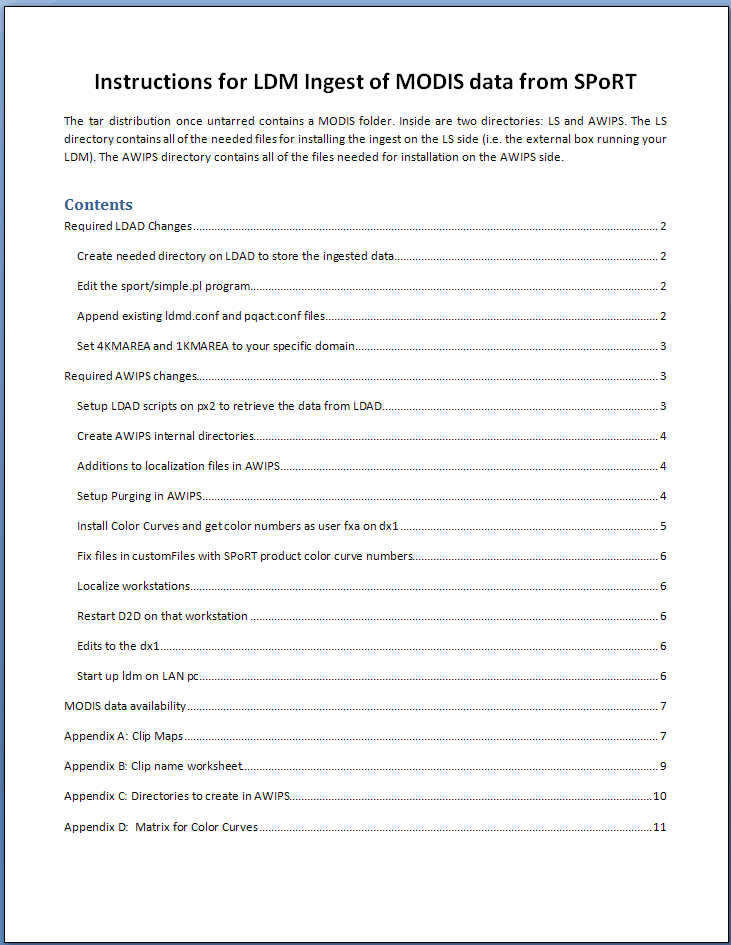 Instructions for LDM Ingest of MODIS data from SPoRT
The tar distribution once untarred contains a MODIS folder. Inside are two directories: LS and AWIPS. The LS
directory contains all of the needed files for installing the ingest on the LS side (i.e. the external box running your
LDM). The AWIPS directory contains all of the files needed for installation on the AWIPS side.
Contents
Required LDAD Changes 2
Create needed directory on LDAD to store the ingested data 2
Edit the sport/simple.pl program 2
Append existing ldmd.conf and pqact.conf files 2
Set 4KMAREA and 1KMAREA to your specific domain 3
Required AWIPS changes 3
Setup LDAD scripts on px2 to retrieve the data from LDAD 3
Create AWIPS internal directories 4
Additions to localization files in AWIPS 4
Setup Purging in AWIPS 4
Install Color Curves and get color numbers as user fxa on dx1 5
Fix files in customFiles with SPoRT product color curve numbers 6
Localize workstations 6
Restart D2D on that workstation 6
Edits to the dx1 6
Start up ldm on LAN pc 6
MODIS data availability 7
Appendix A: Clip Maps 7
Appendix B: Clip name worksheet 9
Appendix C: Directories to create in AWIPS 10
Appendix D: Matrix for Color Curves 11